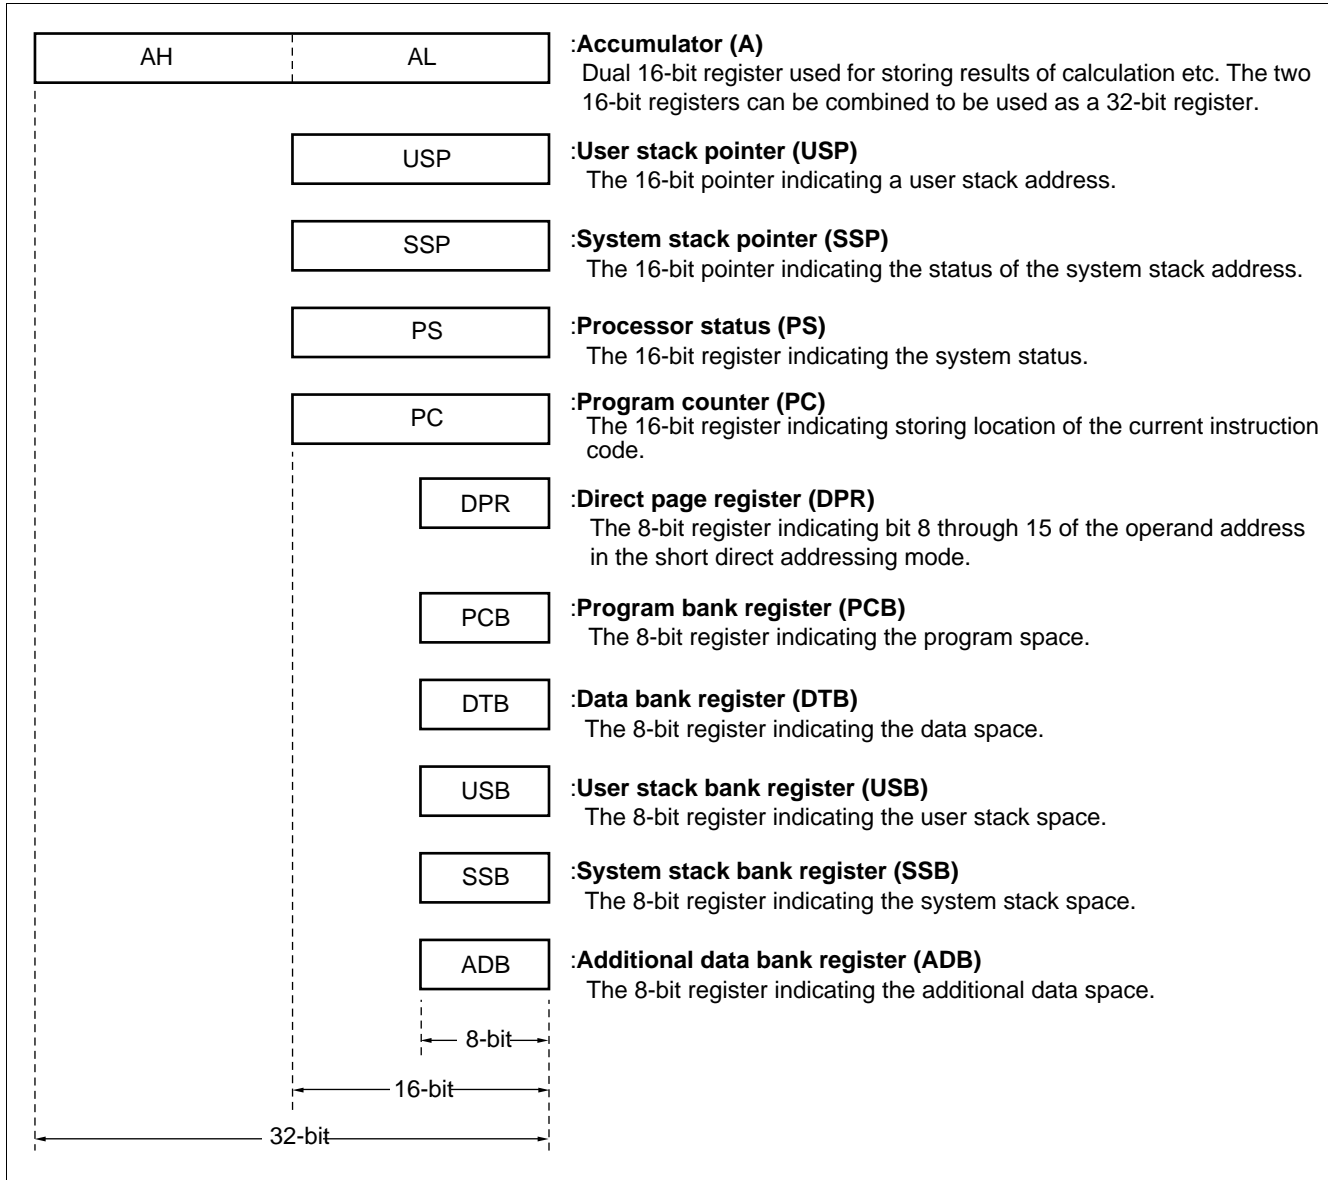 AH AL :Accumulator (A)
Dual 16-bit register used for storing results of calculation etc. The two
16-bit registers can be combined to be used as a 32-bit register.
USP :User stack pointer (USP)
The 16-bit pointer indicating a user stack address.
SSP :System stack pointer (SSP)
The 16-bit pointer indicating the status of the system stack address.
PS :Processor status (PS)
The 16-bit register indicating the system status.
PC :Program counter (PC)
The 16-bit register indicating storing location of the current instruction
code.
DPR :Direct page register (DPR)
The 8-bit register indicating bit 8 through 15 of the operand address
in the short direct addressing mode.
PCB :Program bank register (PCB)
The 8-bit register indicating the program space.
DTB :Data bank register (DTB)
The 8-bit register indicating the data space.
USB :User stack bank register (USB)
The 8-bit register indicating the user stack space.
SSB :System stack bank register (SSB)
The 8-bit register indicating the system stack space.
ADB :Additional data bank register (ADB)
The 8-bit register indicating the additional data space.
8-bit
16-bit
32-bit